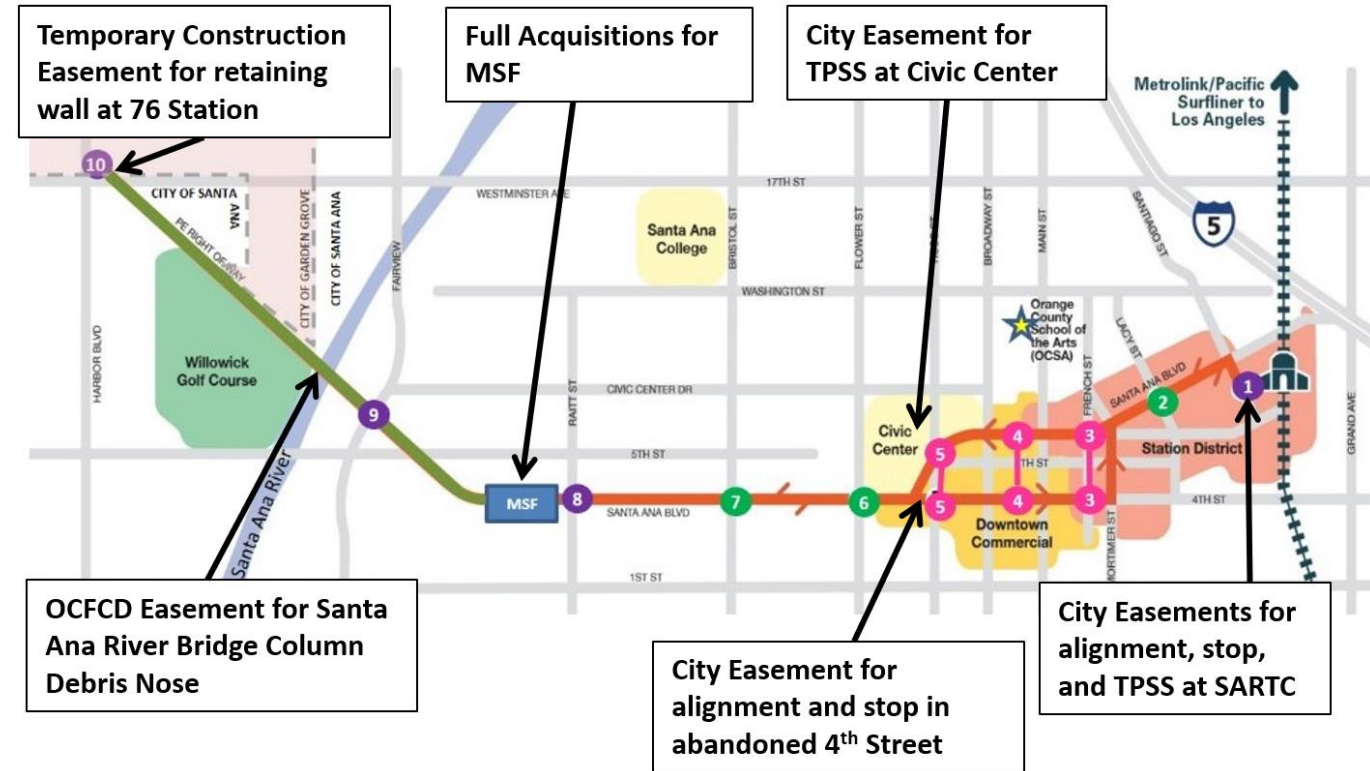 Temporary Construction
Easement for retaining
wall at 76 Station
Full Acquisitions for
MSF
City Easement for
TPSS at Civic Center
Metrolink/Pacific
Surfliner to
Los Angeles
10
CITY OF SANTA
ANA
PE RIGHT OF WAY
CITY OF GARDEN GROVE
CITY OF SANTA ANA
FAIRVIEW
WESTMINSTER AVE
17TH ST
Santa Ana
College
BRISTOL ST
FLOWER ST
BROADWAY ST
MAIN ST
SANTIAGO ST
5
WASHINGTON ST
Orange
County
School of
the Arts
(OCSA)
HARBOR BLVD
Willowick
Golf Course
RAITT ST
CIVIC CENTER DR
FRENCH ST
LACY ST
SANTA ANA BLVD
2
1
GRAND AVE
9
Civic
Center
5
4
3
Station District
5TH ST
TH ST
MSF
8
SANTA ANA BLVD
7
6
5
4
3
4TH ST
Downtown
Commercial
MORTIMER ST
Santa Ana River
1ST ST
OCFCD Easement for Santa
Ana River Bridge Column
Debris Nose
City Easement for
alignment and stop in
abandoned 4th Street
City Easements for
alignment, stop,
and TPSS at SARTC